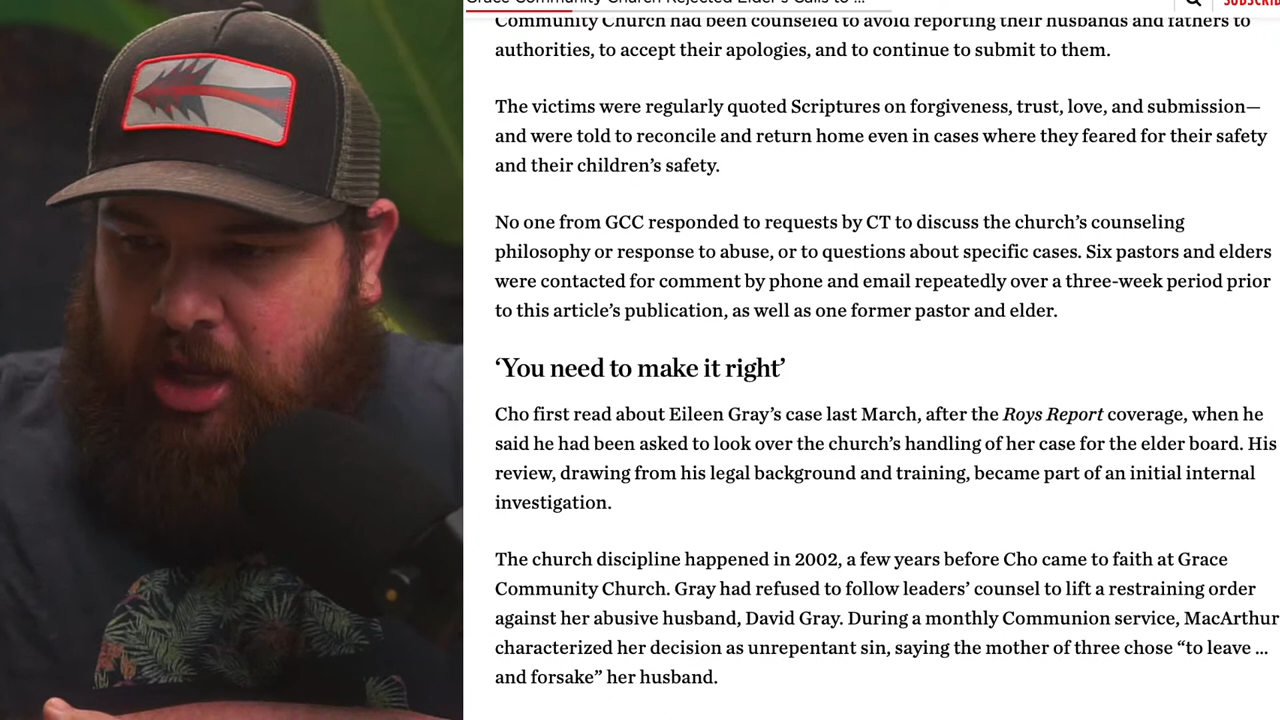 Grace Community Church Rejected Elder's Calls to ...
SUBSCRIB
Community Church had been counseled to avoid reporting their husbands and fathers to
authorities, to accept their apologies, and to continue to submit to them.
The victims were regularly quoted Scriptures on forgiveness, trust, love, and submission—
and were told to reconcile and return home even in cases where they feared for their safety
and their children’s safety.
No one from GCC responded to requests by CT to discuss the church’s counseling
philosophy or response to abuse, or to questions about specific cases. Six pastors and elders
were contacted for comment by phone and email repeatedly over a three-week period prior
to this article’s publication, as well as one former pastor and elder.
‘You need to make it right’
Cho first read about Eileen Gray’s case last March, after the Roys Report coverage, when he
said he had been asked to look over the church’s handling of her case for the elder board. His
review, drawing from his legal background and training, became part of an initial internal
investigation.
The church discipline happened in 2002, a few years before Cho came to faith at Grace
Community Church. Gray had refused to follow leaders’ counsel to lift a restraining order
against her abusive husband, David Gray. During a monthly Communion service, MacArthur
characterized her decision as unrepentant sin, saying the mother of three chose “to leave ...
and forsake” her husband.